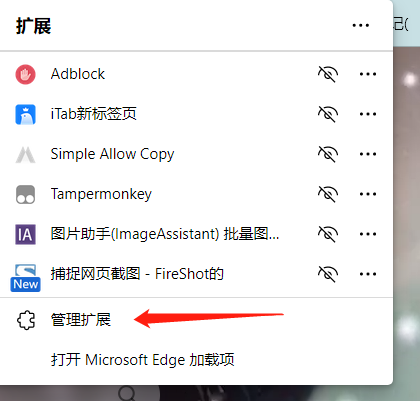 扩展
记(
Adblock
iTab新标签页
Simple Allow Copy
Tampermonkey
图片助手(ImageAssistant) 批量图...
捕捉网页截图 - FireShot的
New
管理扩展
打开 Microsoft Edge 加载项